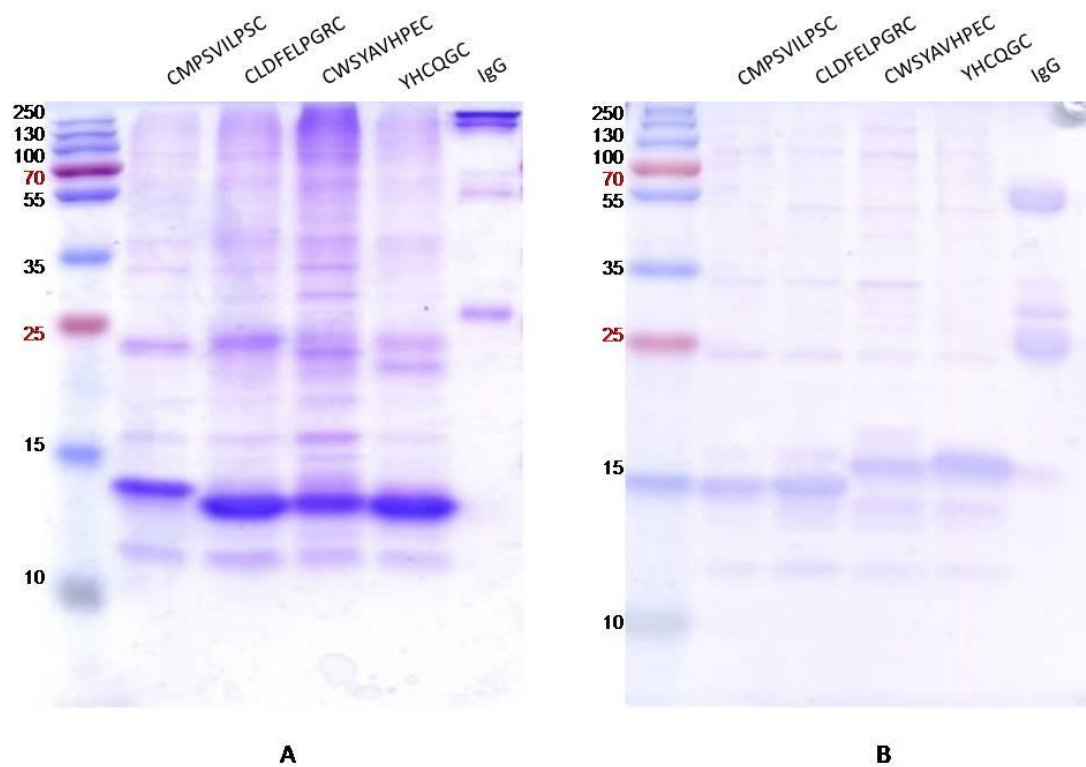 CMPSVILPSC
CLDFELPGRC
CWSYAVHPEC
YHCQGC
IgG
250
130
100
70
55
35
25
15
10
A
CMPSVILPSC
CLDFELPGRC
CWSYAVHPEC
YHCQGC
IgG
250
130
100
70
55
35
25
15
10
B